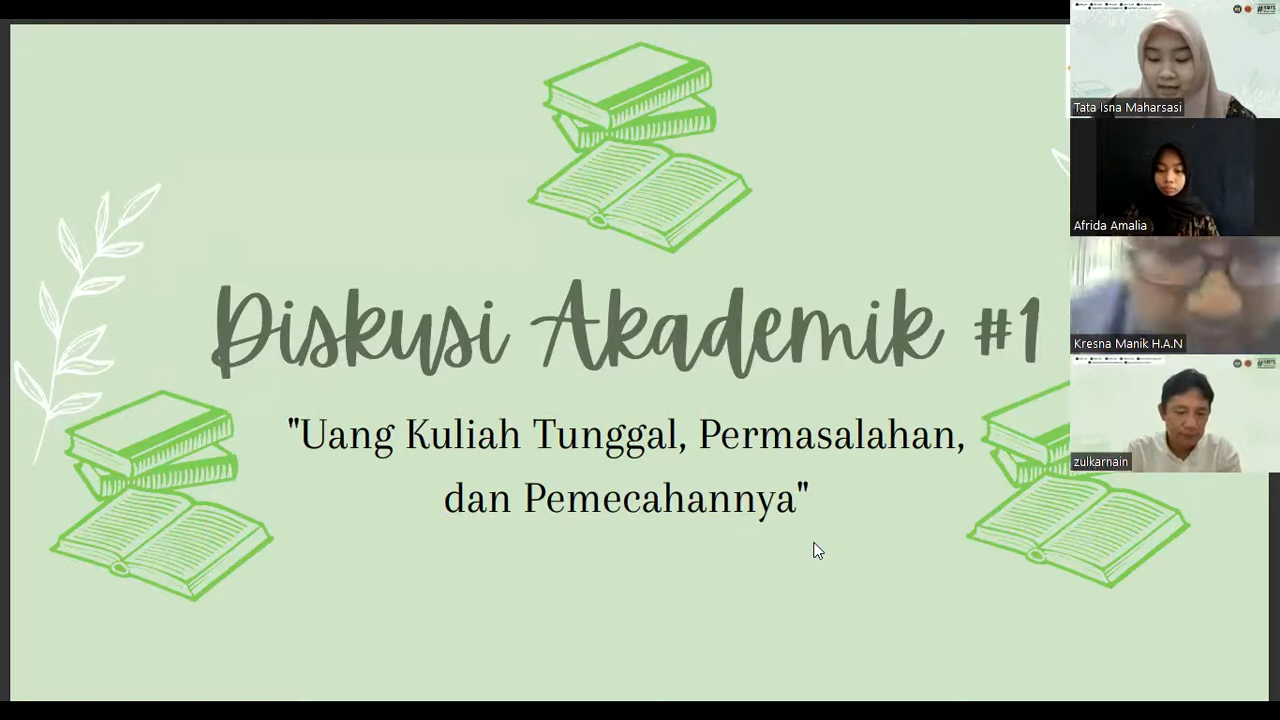 Diskusi Akademik #1
"Uang Kuliah Tunggal, Permasalahan,
dan Pemecahannya"
Tata Isna Maharsasi
Afrida Amalia
Kresna Manik H.A.N
zulkarnain